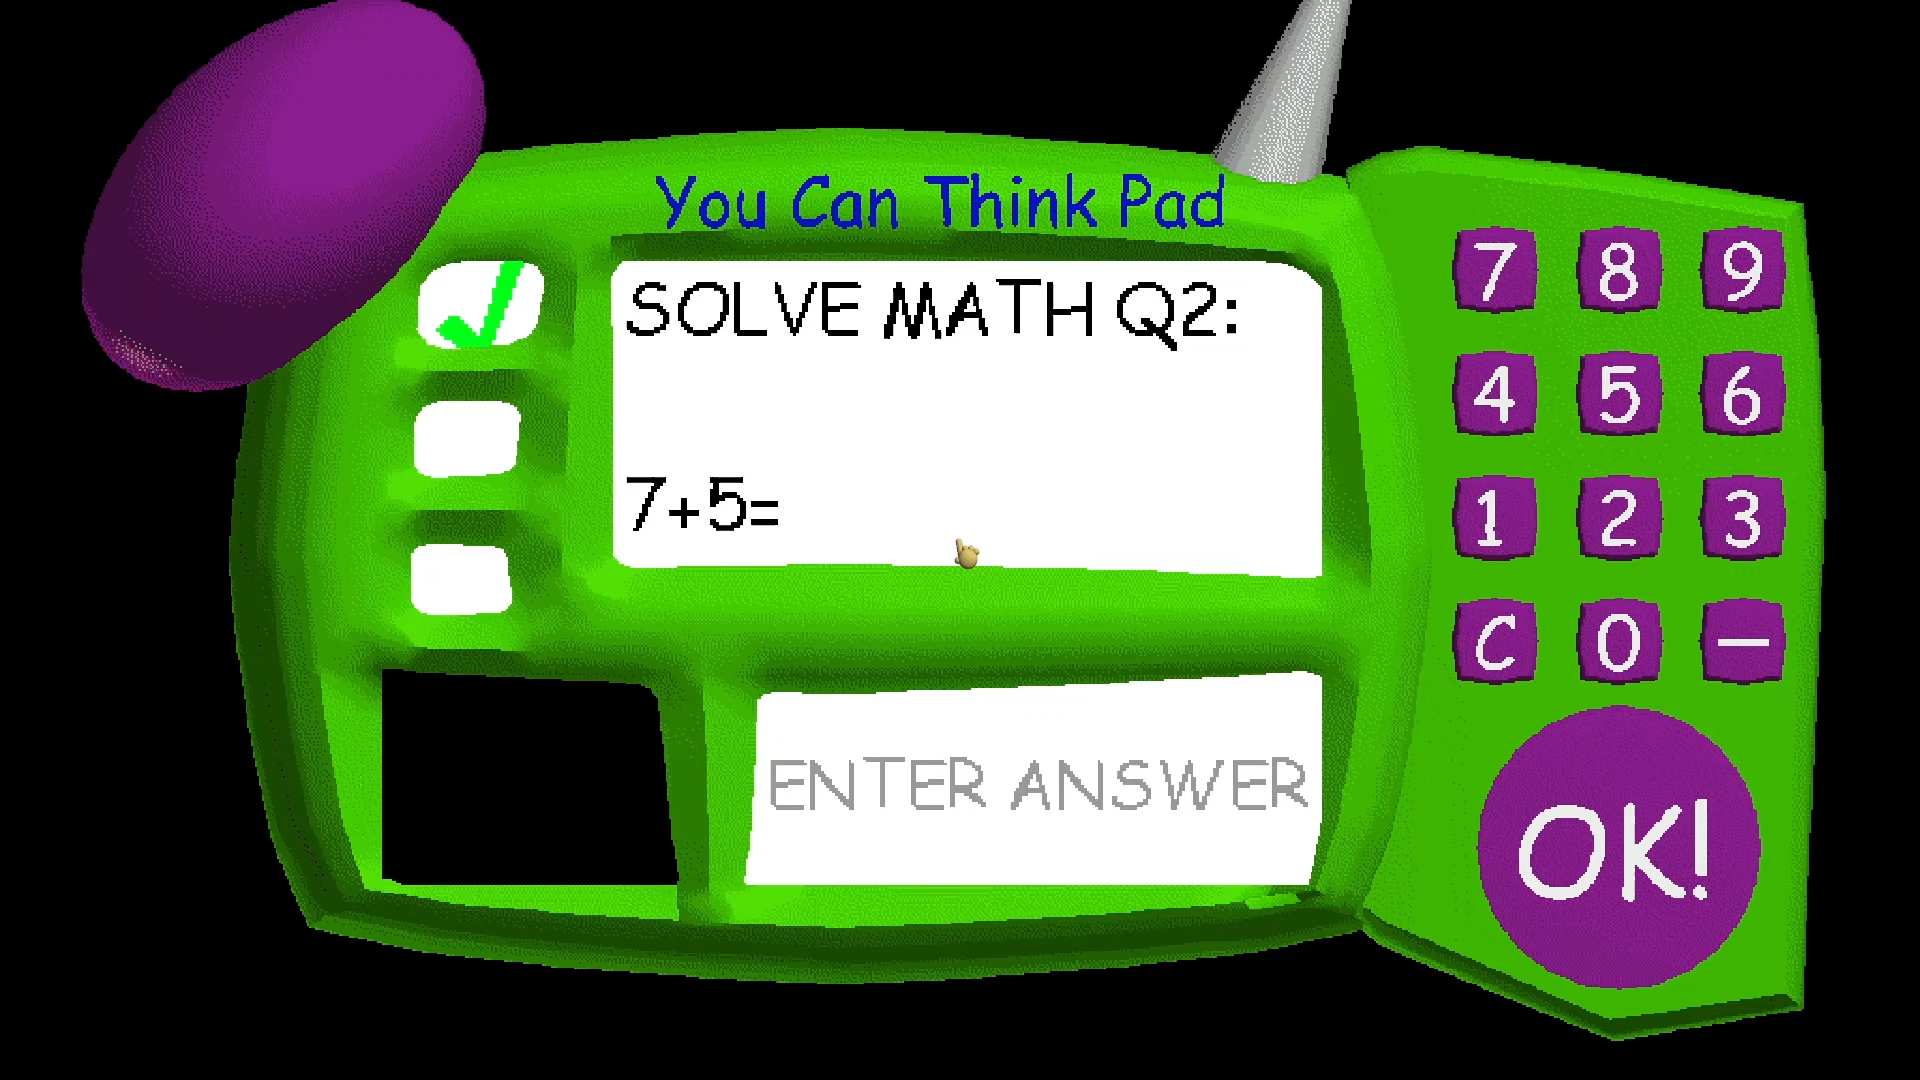 You Can Think Pad
SOLVE MATH Q2:
7+5=
ENTER ANSWER
7 8 9
4 5 6
1 2 3
C 0 –
OK!